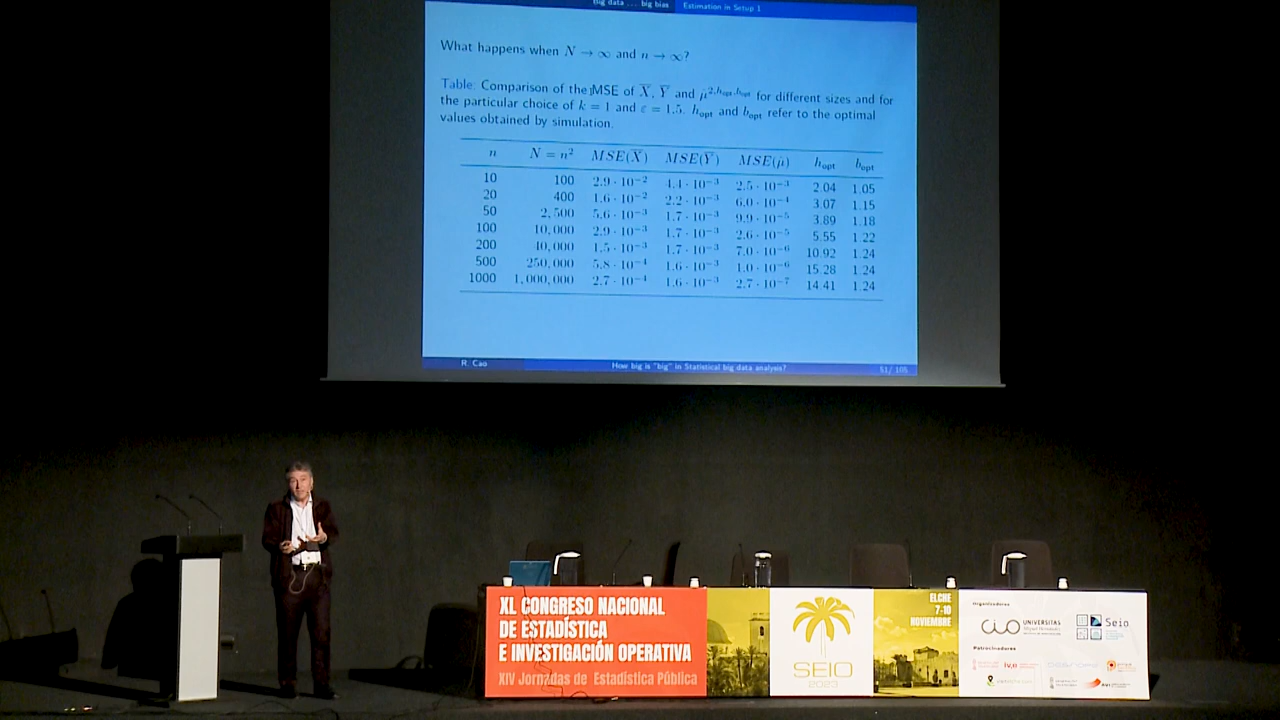 Big data ... big bias Estimation in Setup 1
What happens when N → ∞ and n → ∞?
Table: Comparison of the MSE of X̅, Y̅ and μ̂^{2,h_opt,b_opt} for different sizes and for
the particular choice of k = 1 and ε = 1.5. h_opt and b_opt refer to the optimal
values obtained by simulation.
n N = n² MSE(X̅) MSE(Y̅) MSE(μ̂) h_opt b_opt
10 100 2.9 · 10⁻² 4.4 · 10⁻³ 2.5 · 10⁻³ 2.04 1.05
20 400 1.6 · 10⁻² 2.2 · 10⁻³ 6.0 · 10⁻⁴ 3.07 1.15
50 2,500 5.6 · 10⁻³ 1.7 · 10⁻³ 9.9 · 10⁻⁵ 3.89 1.18
100 10,000 2.9 · 10⁻³ 1.7 · 10⁻³ 2.6 · 10⁻⁵ 5.55 1.22
200 40,000 1.5 · 10⁻³ 1.7 · 10⁻³ 7.0 · 10⁻⁶ 10.92 1.24
500 250,000 5.8 · 10⁻⁴ 1.6 · 10⁻³ 1.0 · 10⁻⁶ 15.28 1.24
1000 1,000,000 2.7 · 10⁻⁴ 1.6 · 10⁻³ 2.7 · 10⁻⁷ 14.41 1.24
R. Cao How big is "big" in Statistical big data analysis? 51/ 105
XL CONGRESO NACIONAL
DE ESTADÍSTICA
E INVESTIGACIÓN OPERATIVA
XIV Jornadas de Estadística Pública
SEIO
2023
ELCHE
7-10
NOVIEMBRE
Organizadores
CIO UNIVERSITAS
Miguel Hernández
Seio
Patrocinadores